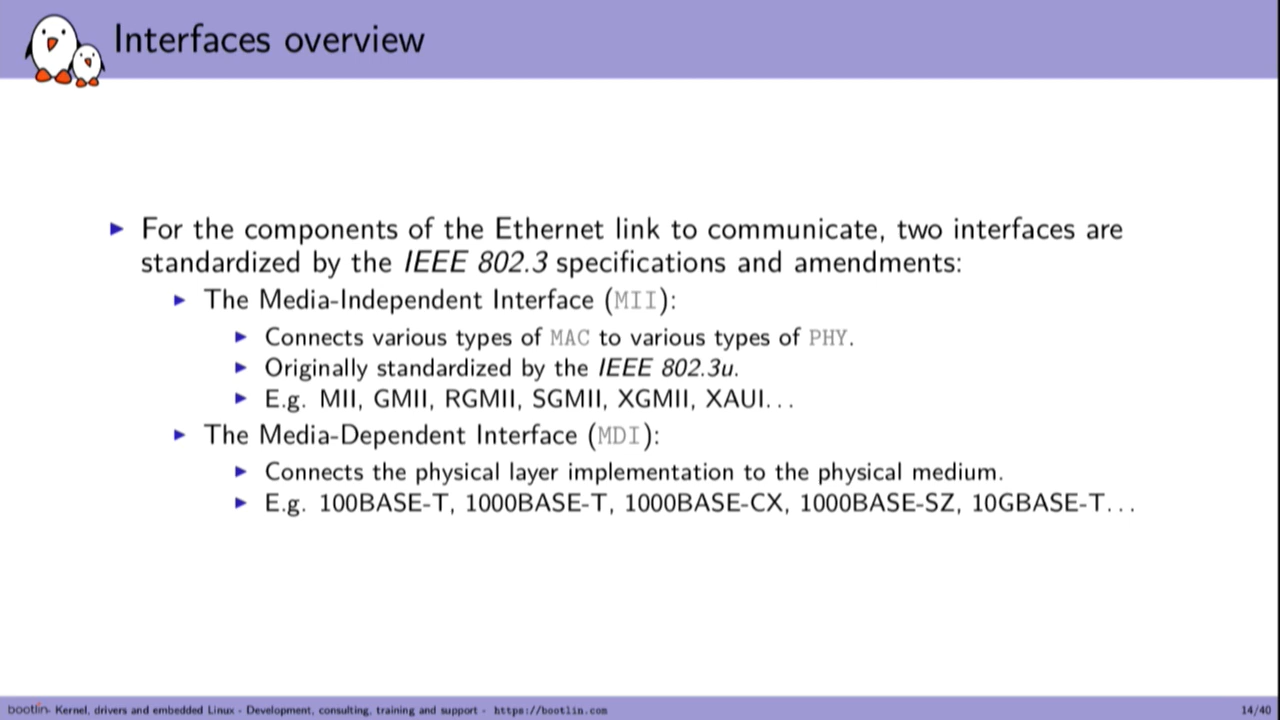 Interfaces overview
► For the components of the Ethernet link to communicate, two interfaces are
standardized by the IEEE 802.3 specifications and amendments:
► The Media-Independent Interface (MII):
► Connects various types of MAC to various types of PHY.
► Originally standardized by the IEEE 802.3u.
► E.g. MII, GMII, RGMII, SGMII, XGMII, XAUI...
► The Media-Dependent Interface (MDI):
► Connects the physical layer implementation to the physical medium.
► E.g. 100BASE-T, 1000BASE-T, 1000BASE-CX, 1000BASE-SZ, 10GBASE-T...
bootlin - Kernel, drivers and embedded Linux - Development, consulting, training and support - https://bootlin.com 14/40